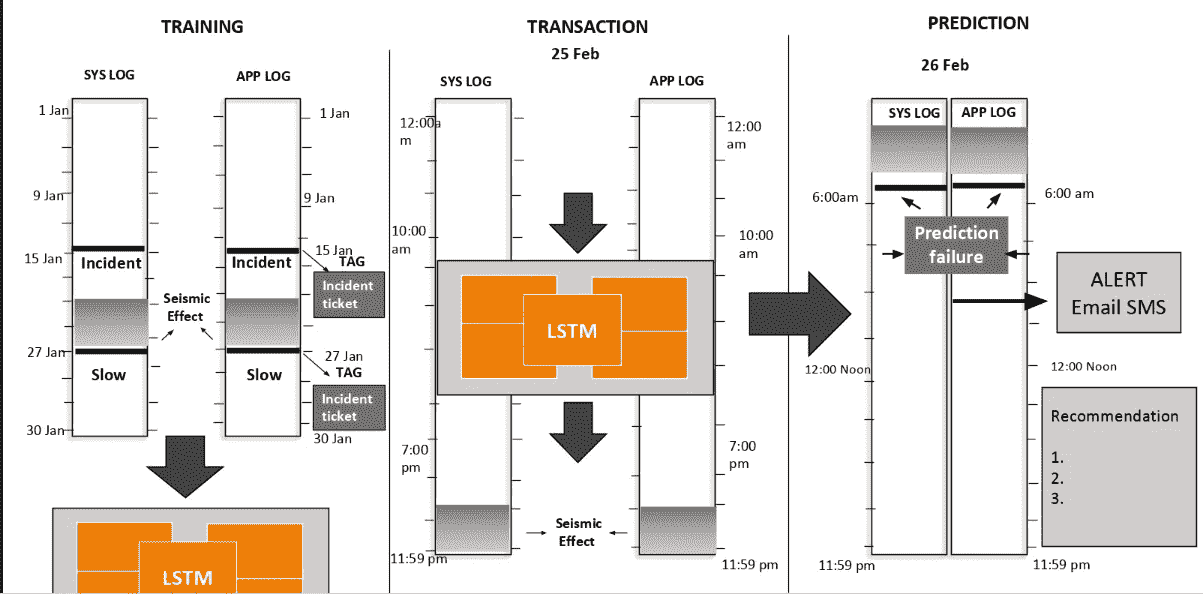 TRAINING
SYS LOG
APP LOG
1 Jan
1 Jan
9 Jan
9 Jan
15 Jan
15 Jan
Incident
Incident
TAG
Incident
ticket
Seismic
Effect
27 Jan
27 Jan
TAG
Slow
Slow
Incident
ticket
30 Jan
30 Jan
LSTM
TRANSACTION
25 Feb
SYS LOG
APP LOG
12:00a
m
12:00
am
10:00
am
10:00
am
LSTM
7:00
pm
7:00
pm
Seismic
Effect
11:59 pm
11:59 pm
PREDICTION
26 Feb
SYS LOG
APP LOG
6:00am
6:00 am
Prediction
failure
ALERT
Email SMS
12:00 Noon
12:00 Noon
Recommendation
1.
2.
3.
11:59 pm
11:59 pm